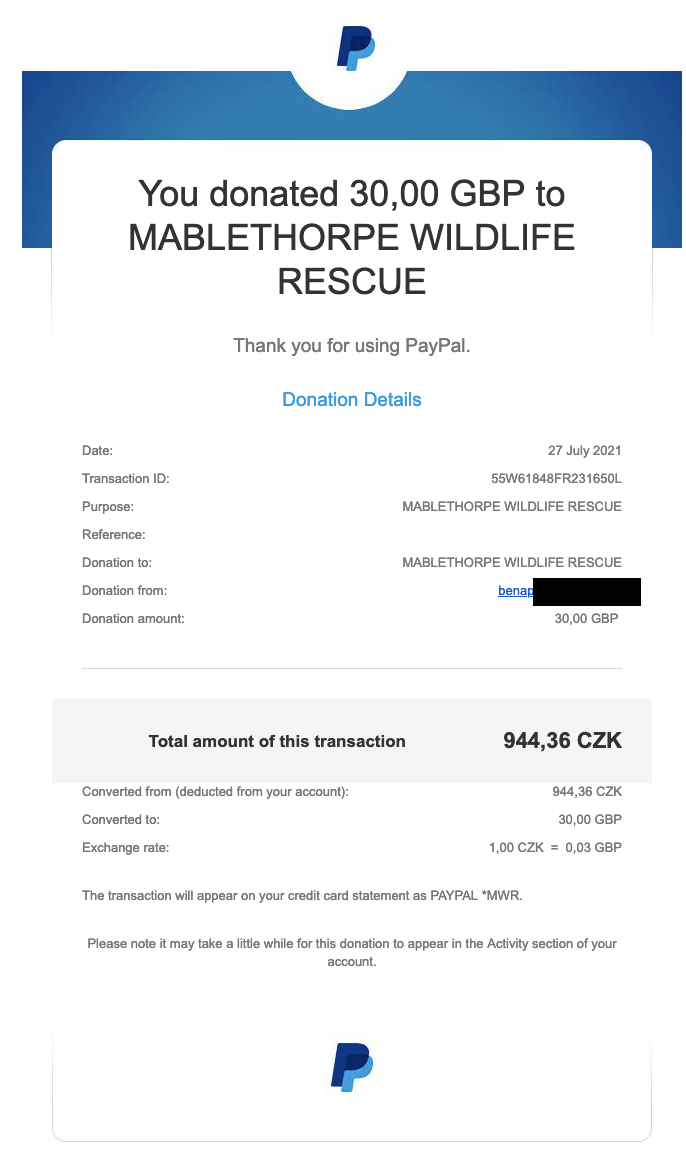 You donated 30,00 GBP to
MABLETHORPE WILDLIFE
RESCUE
Thank you for using PayPal.
Donation Details
Date: 27 July 2021
Transaction ID: 55W61848FR231650L
Purpose: MABLETHORPE WILDLIFE RESCUE
Reference:
Donation to: MABLETHORPE WILDLIFE RESCUE
Donation from: benap
Donation amount: 30,00 GBP
Total amount of this transaction 944,36 CZK
Converted from (deducted from your account): 944,36 CZK
Converted to: 30,00 GBP
Exchange rate: 1,00 CZK = 0,03 GBP
The transaction will appear on your credit card statement as PAYPAL *MWR.
Please note it may take a little while for this donation to appear in the Activity section of your
account.